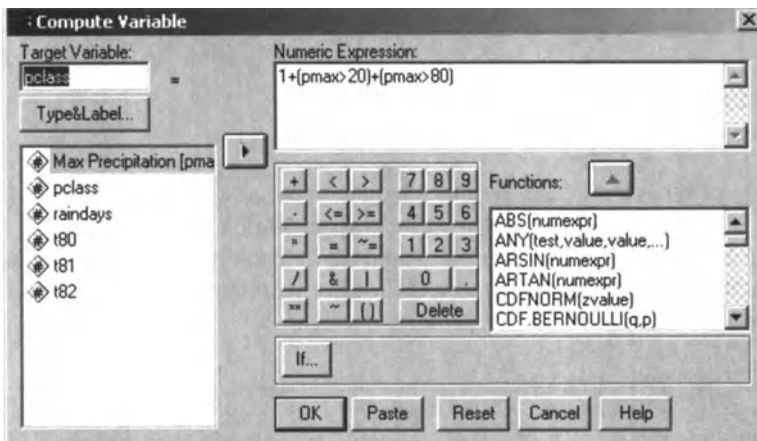 Compute Variable
Target Variable:
pclass
=
Type&Label...
Numeric Expression:
1+(pmax>20)+(pmax>80)
Max Precipitation [pma
pclass
raindays
t80
t81
t82
+ < > 7 8 9
- <= >= 4 5 6
* = ~= 1 2 3
/ & | 0 .
** ~ () Delete
Functions:
ABS(numexpr)
ANY(test,value,value,...)
ARSIN(numexpr)
ARTAN(numexpr)
CDFNORM(zvalue)
CDF.BERNOULLI(q,p)
If...
OK Paste Reset Cancel Help